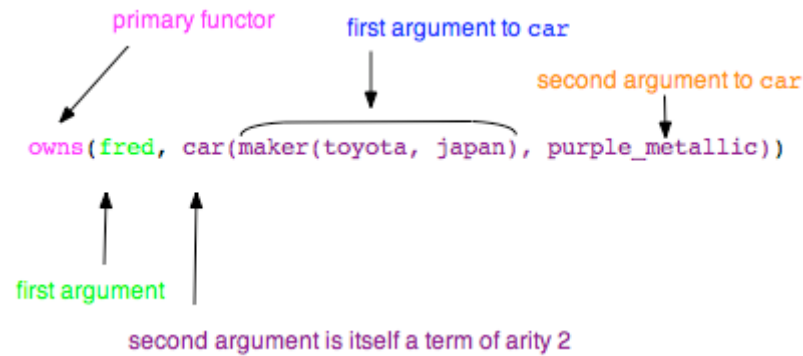 primary functor
first argument to car
second argument to car
owns(fred, car(maker(toyota, japan), purple_metallic))
first argument
second argument is itself a term of arity 2